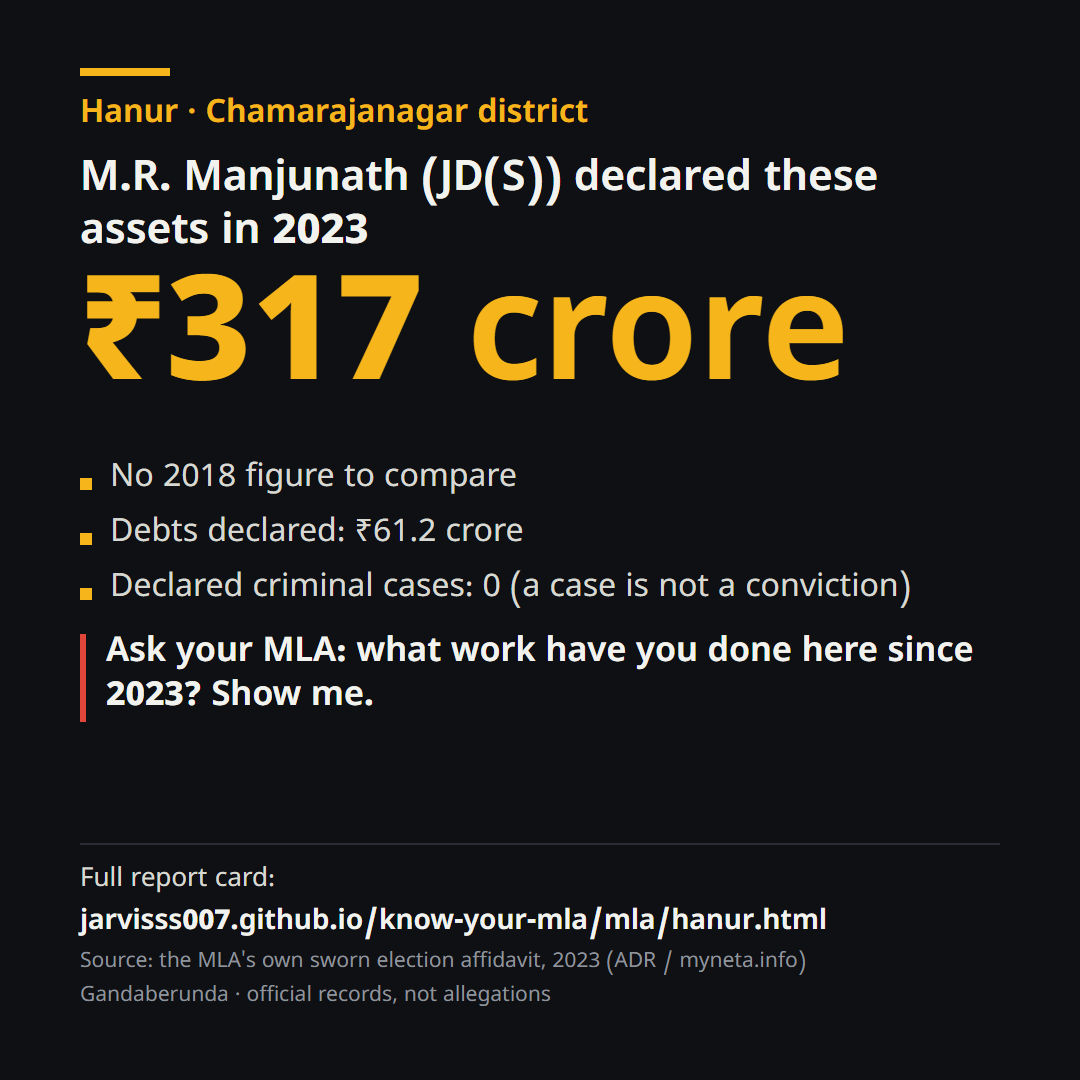 Hanur · Chamarajanagar district
M.R. Manjunath (JD(S)) declared these
assets in 2023
₹317 crore
No 2018 figure to compare
Debts declared: ₹61.2 crore
Declared criminal cases: 0 (a case is not a conviction)
Ask your MLA: what work have you done here since
2023? Show me.
Full report card:
jarvisss007.github.io/know-your-mla/mla/hanur.html
Source: the MLA's own sworn election affidavit, 2023 (ADR / myneta.info)
Gandaberunda · official records, not allegations